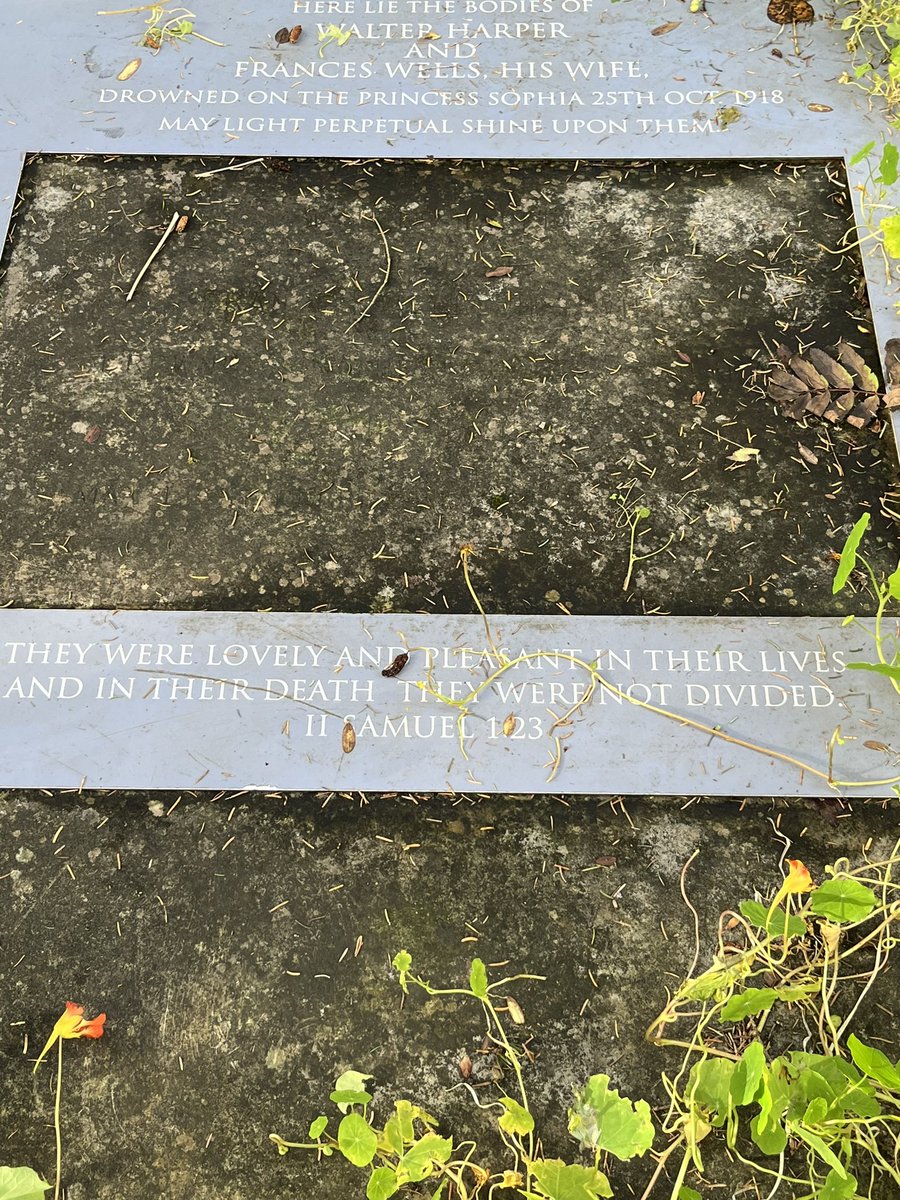 HERE LIE THE BODIES OF
WALTER HARPER
AND
FRANCES WELLS, HIS WIFE,
DROWNED ON THE PRINCESS SOPHIA 25TH OCT. 1918
MAY LIGHT PERPETUAL SHINE UPON THEM.
THEY WERE LOVELY AND PLEASANT IN THEIR LIVES
AND IN THEIR DEATH THEY WERE NOT DIVIDED.
II SAMUEL 1:23